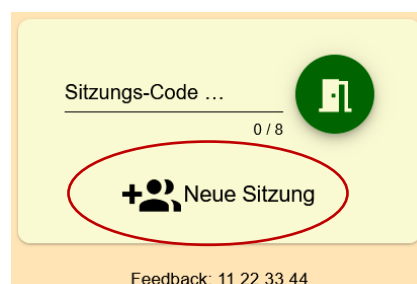 Sitzungs-Code …
0 / 8
Neue Sitzung
Feedback: 11 22 33 44